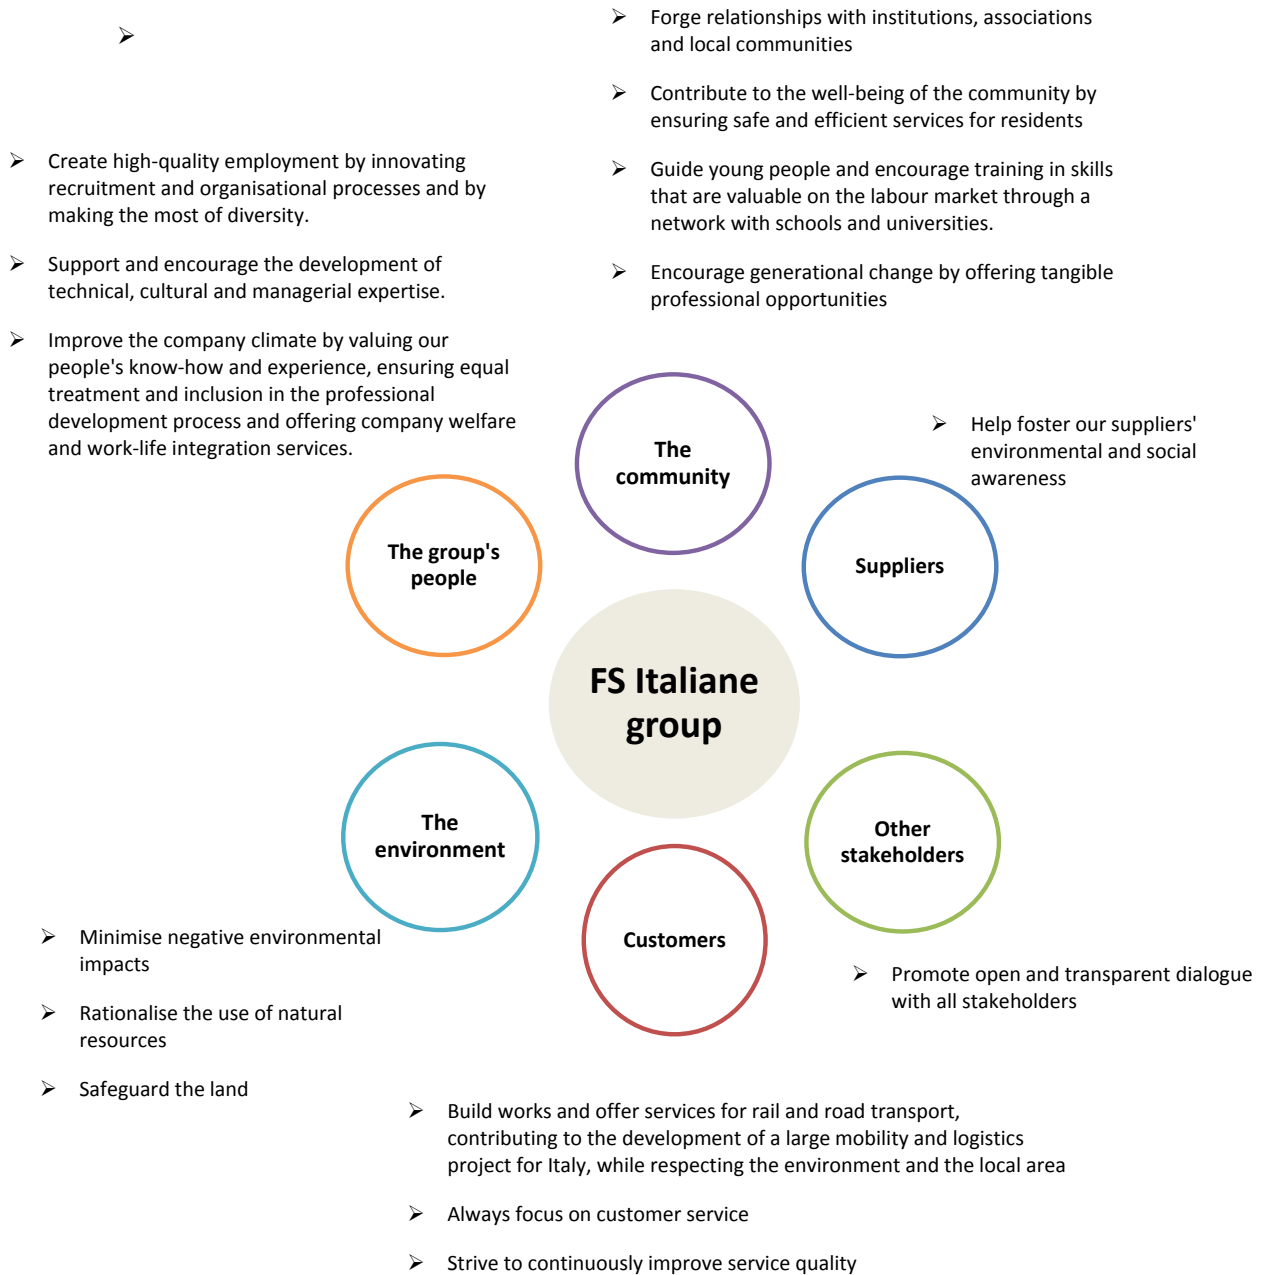 ➢
➢ Forge relationships with institutions, associations
and local communities
➢ Contribute to the well-being of the community by
ensuring safe and efficient services for residents
➢ Guide young people and encourage training in skills
that are valuable on the labour market through a
network with schools and universities.
➢ Encourage generational change by offering tangible
professional opportunities
➢ Create high-quality employment by innovating
recruitment and organisational processes and by
making the most of diversity.
➢ Support and encourage the development of
technical, cultural and managerial expertise.
➢ Improve the company climate by valuing our
people's know-how and experience, ensuring equal
treatment and inclusion in the professional
development process and offering company welfare
and work-life integration services.
The
community
➢ Help foster our suppliers'
environmental and social
awareness
The group's
people
Suppliers
FS Italiane
group
The
environment
Other
stakeholders
Customers
➢ Minimise negative environmental
impacts
➢ Rationalise the use of natural
resources
➢ Safeguard the land
➢ Promote open and transparent dialogue
with all stakeholders
➢ Build works and offer services for rail and road transport,
contributing to the development of a large mobility and logistics
project for Italy, while respecting the environment and the local area
➢ Always focus on customer service
➢ Strive to continuously improve service quality